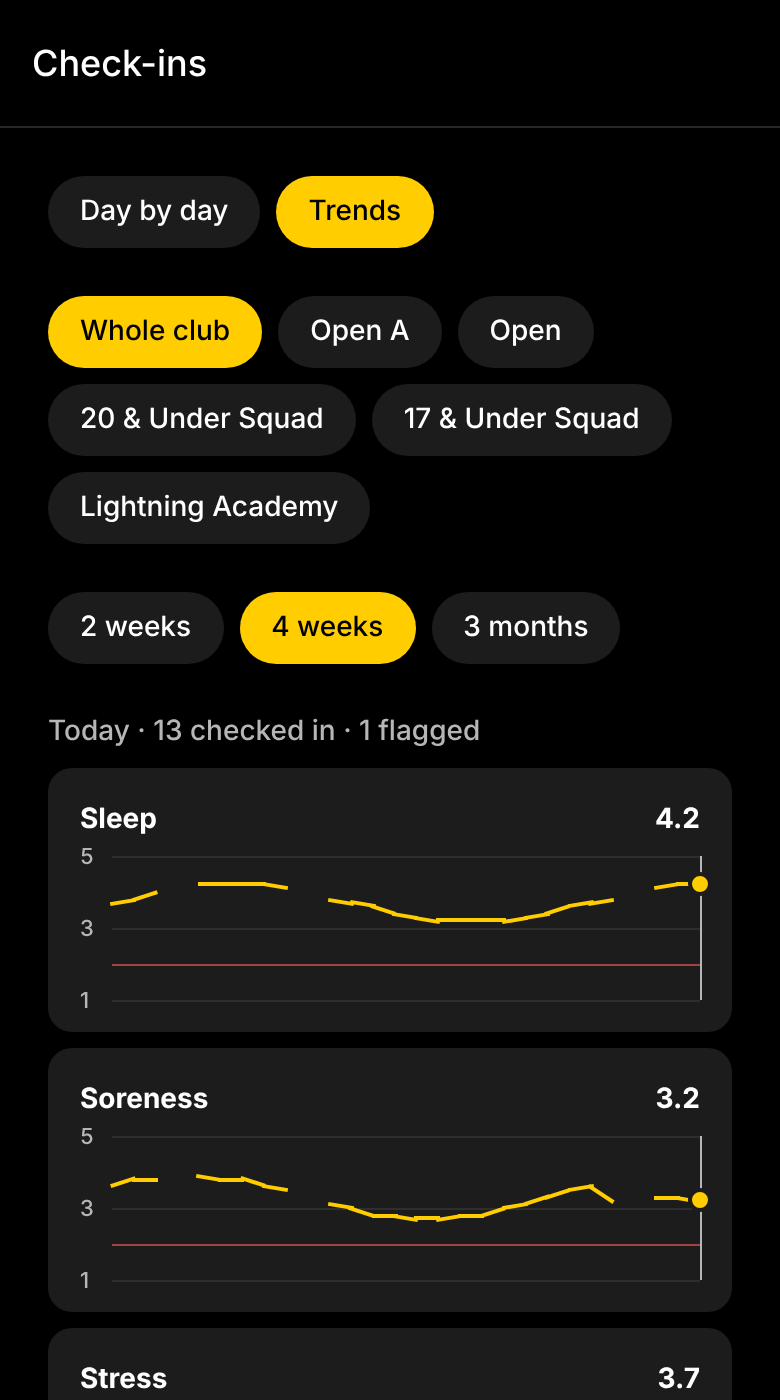 Check-ins
Day by day Trends
Whole club Open A Open
20 & Under Squad 17 & Under Squad
Lightning Academy
2 weeks 4 weeks 3 months
Today · 13 checked in · 1 flagged
Sleep 4.2
5
3
1
Soreness 3.2
5
3
1
Stress 3.7